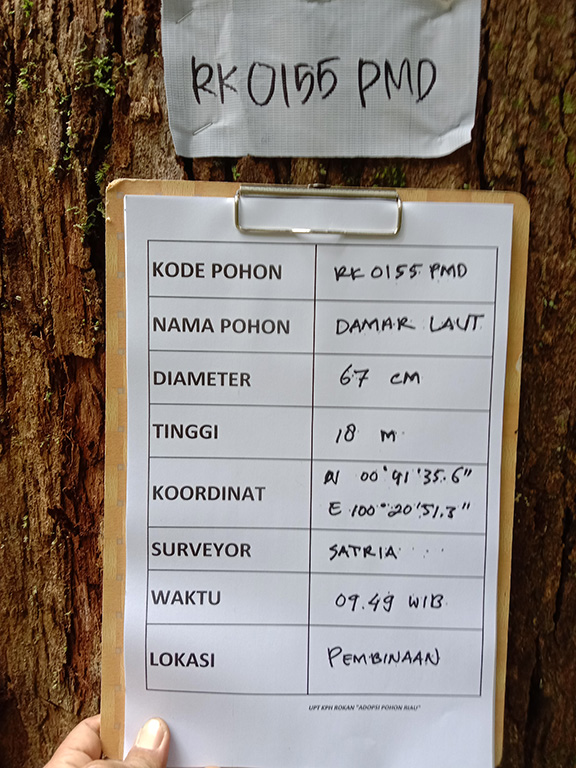 RK0155 PMD
KODE POHON RK 0155 PMD
NAMA POHON DAMAR LAUT
DIAMETER 67 CM
TINGGI 18 M
KOORDINAT N 00°41'35.6"
E 100°20'51.3"
SURVEYOR SATRIA
WAKTU 09.49 WIB
LOKASI PEMBINAAN
UPT KPH ROKAN "ADOPSI POHON RIAU"